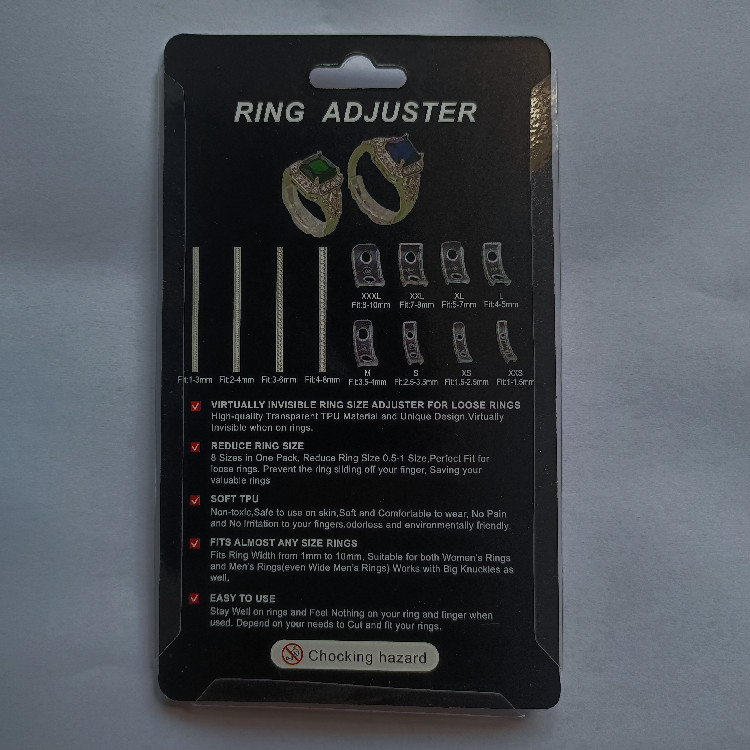 RING ADJUSTER
XXXL XXL XL L
Fit:8-10mm Fit:7-8mm Fit:5-7mm Fit:4-5mm
M S XS XXS
Fit:3.5-4mm Fit:2.5-3.5mm Fit:1.5-2.5mm Fit:1-1.5mm
Fit:1-3mm Fit:2-4mm Fit:3-6mm Fit:4-8mm
VIRTUALLY INVISIBLE RING SIZE ADJUSTER FOR LOOSE RINGS
High-quality Transparent TPU Material and Unique Design.Virtually
Invisible when on rings.
REDUCE RING SIZE
8 Sizes in One Pack, Reduce Ring Size 0.5-1 Size,Perfect Fit for
loose rings. Prevent the ring sliding off your finger, Saving your
valuable rings
SOFT TPU
Non-toxic,Safe to use on skin,Soft and Comfortable to wear, No Pain
and No Irritation to your fingers.odorless and environmentally friendly.
FITS ALMOST ANY SIZE RINGS
Fits Ring Width from 1mm to 10mm, Suitable for both Women's Rings
and Men's Rings(even Wide Men's Rings) Works with Big Knuckles as
well.
EASY TO USE
Stay Well on rings and Feel Nothing on your ring and finger when
used. Depend on your needs to Cut and fit your rings.
Chocking hazard